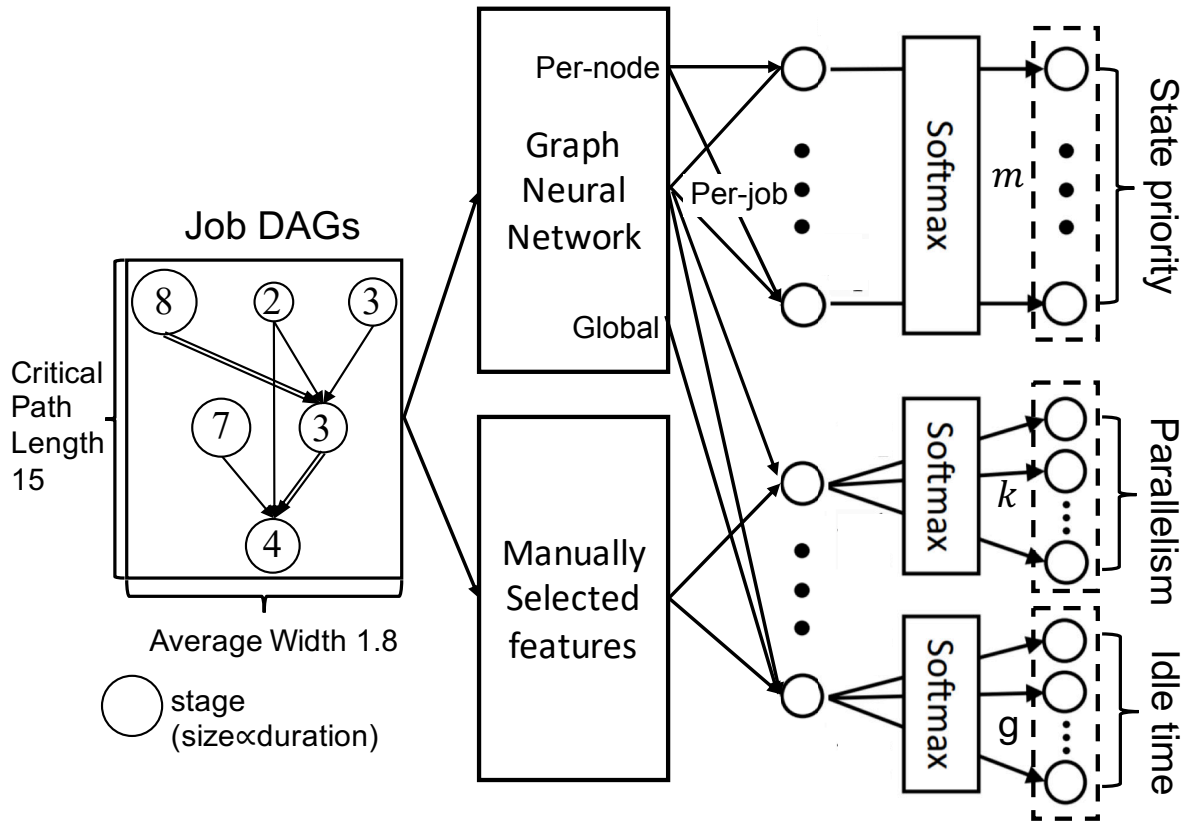 Job DAGs
8
2
3
7
3
4
Critical
Path
Length
15
Average Width 1.8
stage
(size∝duration)
Per-node
Graph
Neural
Network
Per-job
Global
Manually
Selected
features
Softmax
m
State priority
Softmax
k
Parallelism
Softmax
g
Idle time